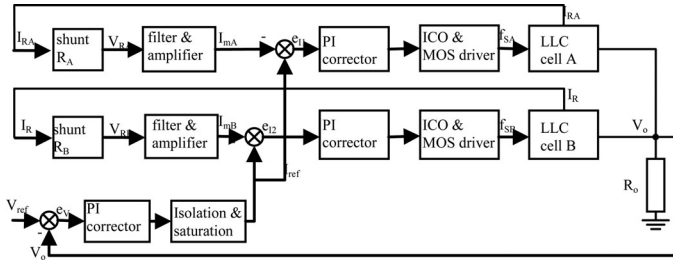 I_RA
shunt R_A
V_R
filter & amplifier
I_mA
-
e_I
PI corrector
ICO & MOS driver
f_SA
I_RA
LLC cell A
I_R
shunt R_B
V_R
filter & amplifier
I_mB
-
e_I2
PI corrector
ICO & MOS driver
f_SB
I_R
LLC cell B
V_o
I_ref
R_o
V_ref
-
e_V
PI corrector
Isolation & saturation
V_o